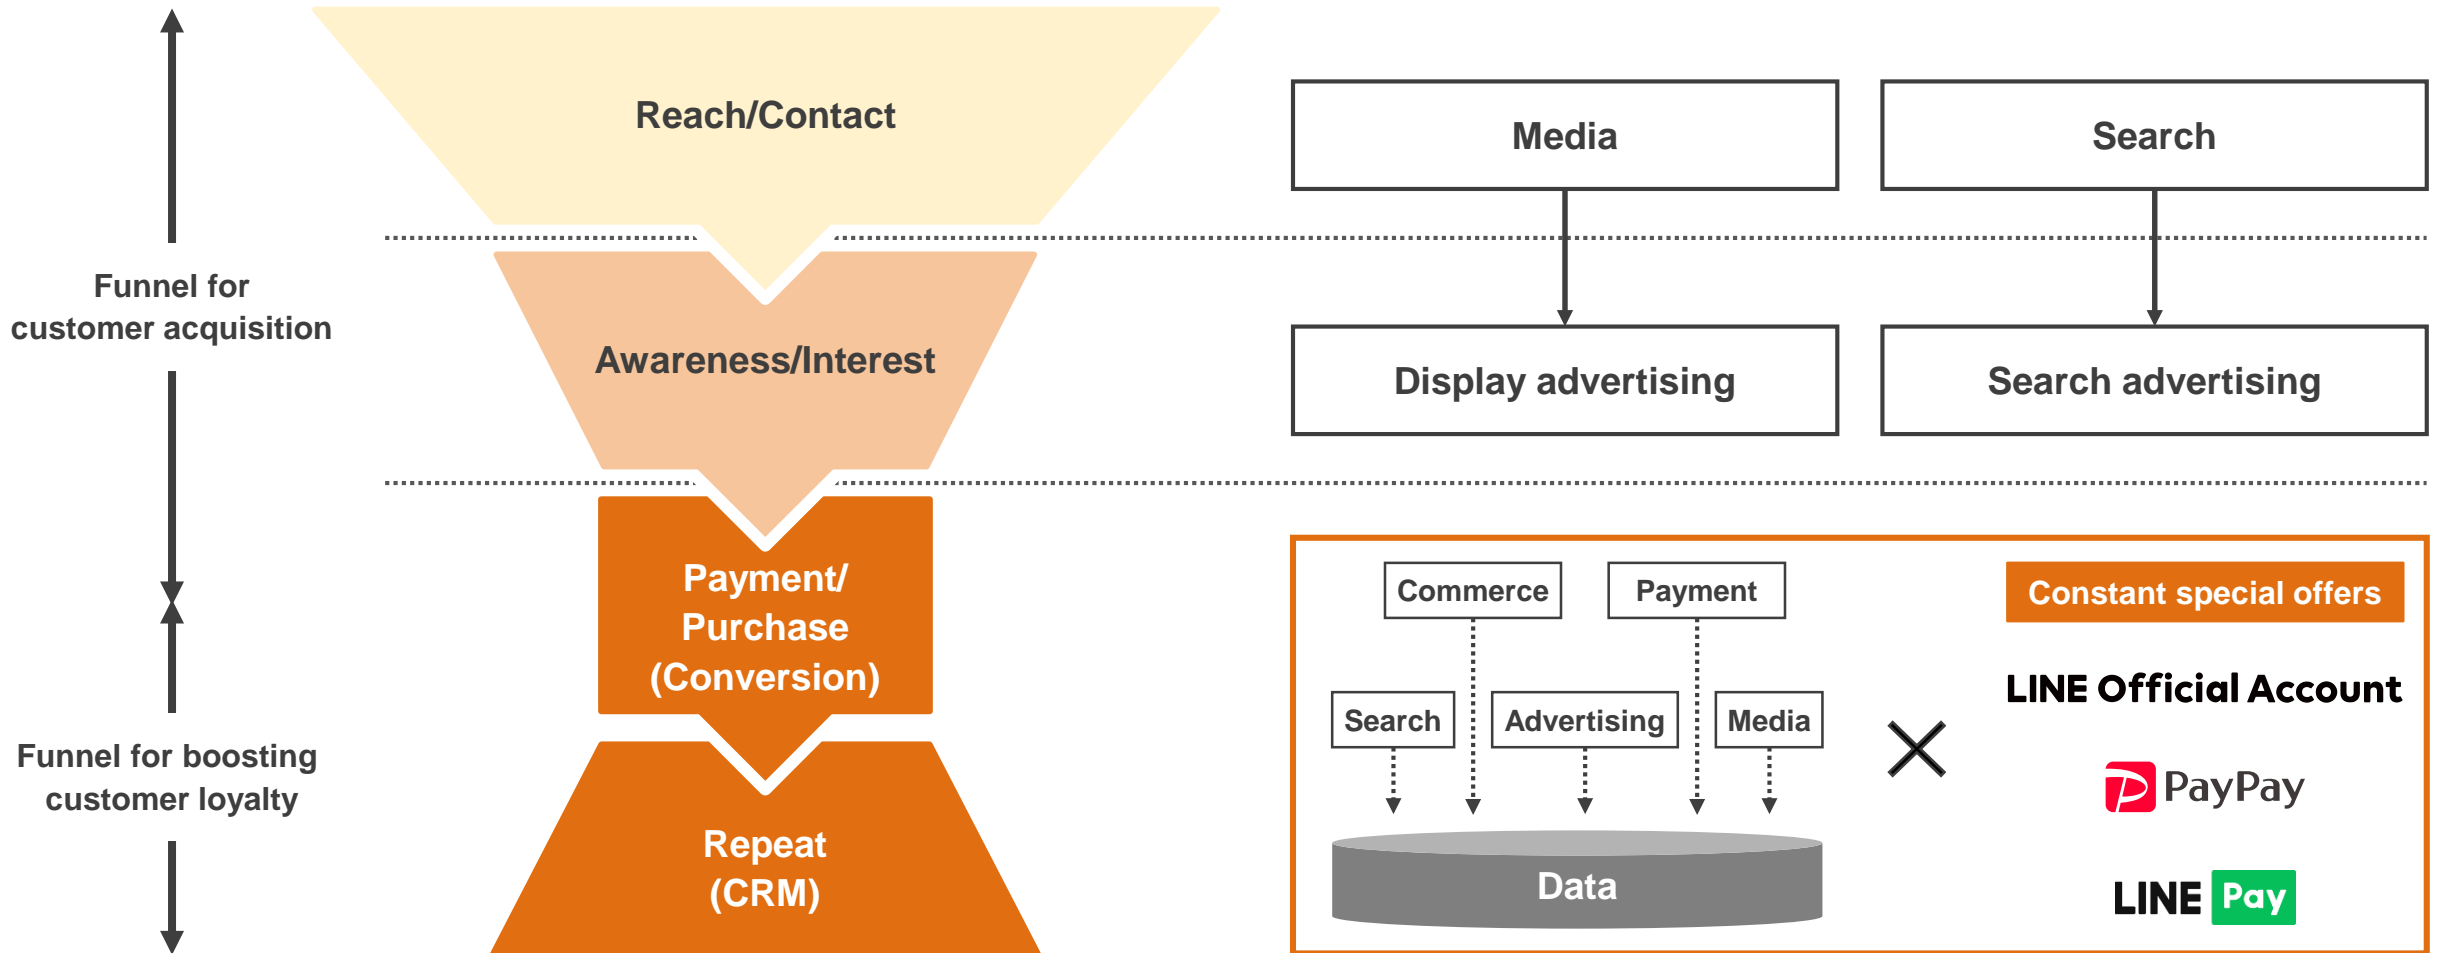 Reach/Contact
Media
Search
Funnel for
customer acquisition
Awareness/Interest
Display advertising
Search advertising
Payment/
Purchase
(Conversion)
Funnel for boosting
customer loyalty
Repeat
(CRM)
Commerce
Payment
Search
Advertising
Media
Data
Constant special offers
LINE Official Account
PayPay
LINE Pay